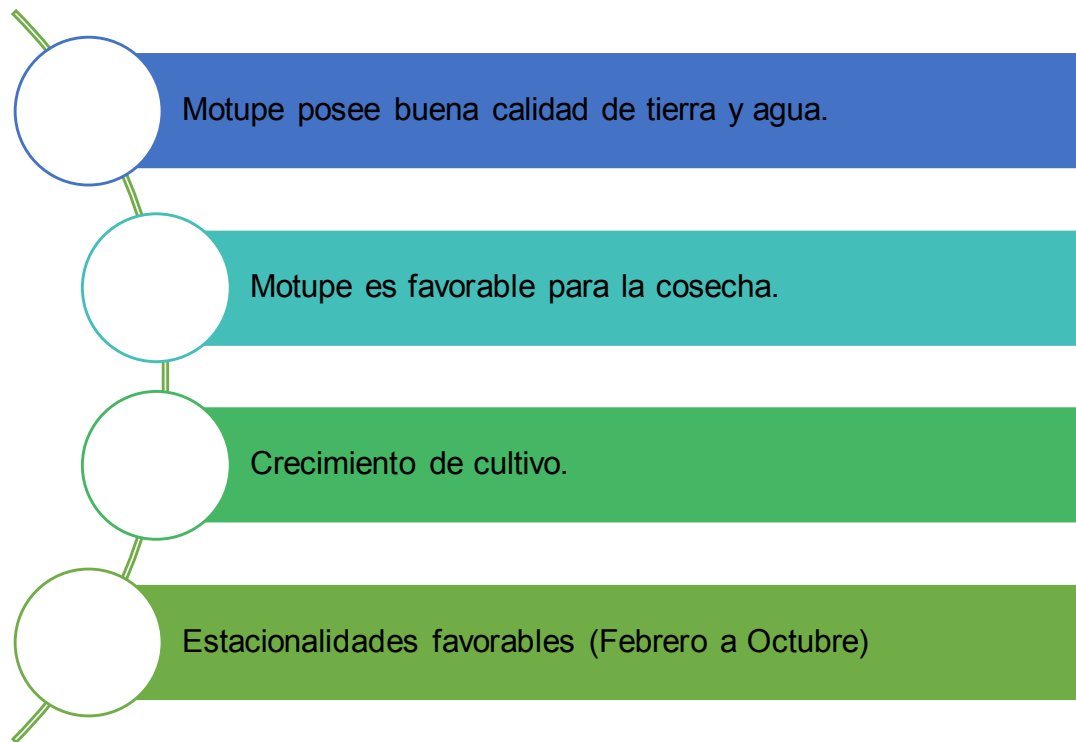 Motupe posee buena calidad de tierra y agua.
Motupe es favorable para la cosecha.
Crecimiento de cultivo.
Estacionalidades favorables (Febrero a Octubre)